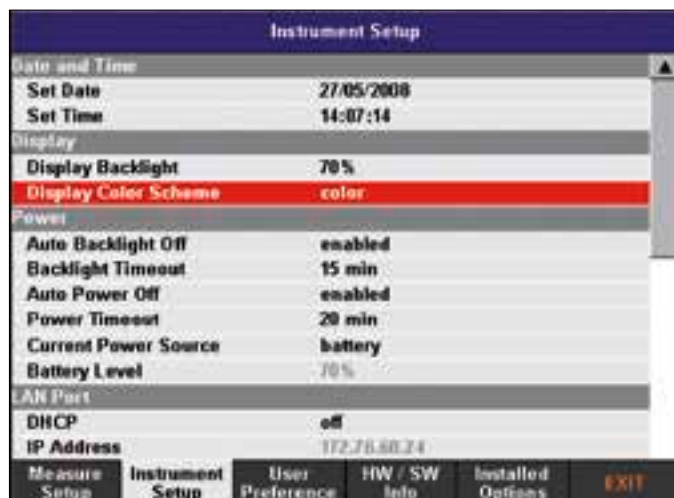 Instrument Setup
Date and Time
Set Date 27/05/2008
Set Time 14:07:14
Display
Display Backlight 70%
Display Color Scheme color
Power
Auto Backlight Off enabled
Backlight Timeout 15 min
Auto Power Off enabled
Power Timeout 20 min
Current Power Source battery
Battery Level 70%
LAN Port
DHCP off
IP Address
Measure Setup
Instrument Setup
User Preference
HW / SW Info
Installed Options
EXIT